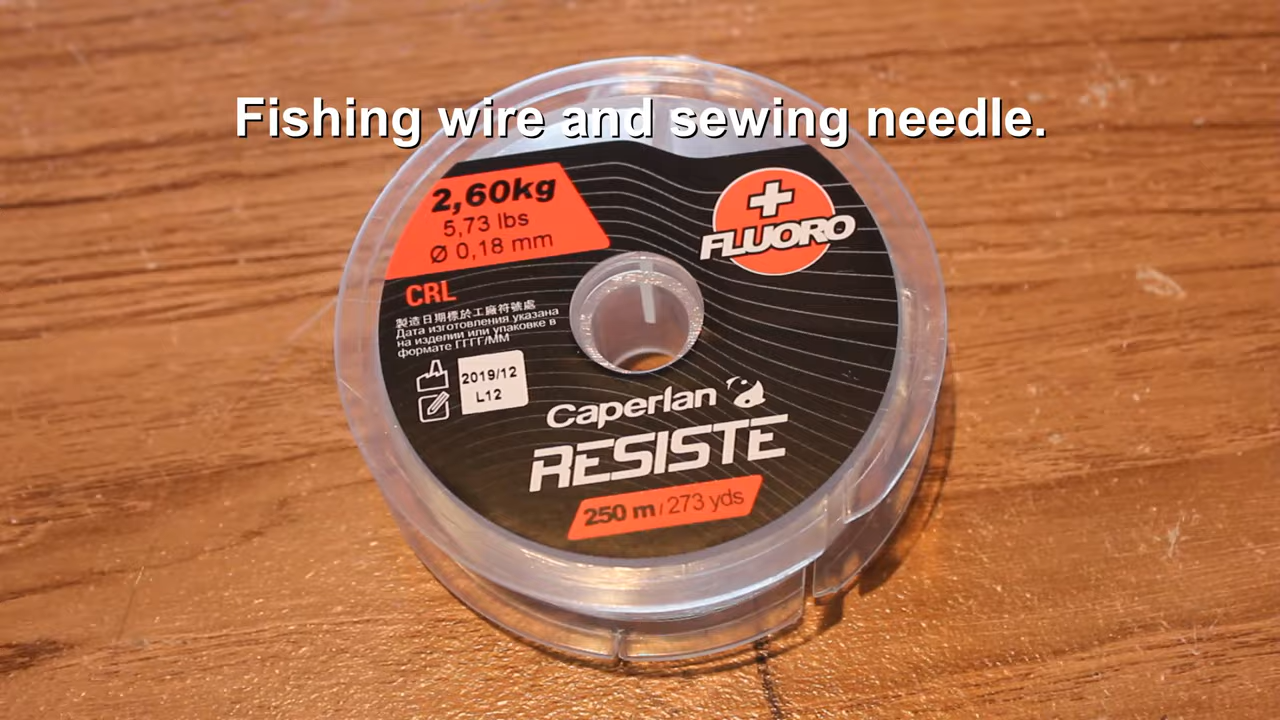 Fishing wire and sewing needle.
2,60kg
5,73 lbs
Ø 0,18 mm
+
FLUORO
CRL
製造日期標於工廠符號處
Дата изготовления указана
на изделии или упаковке в
формате ГГГГ/ММ
2019/12
L12
Caperlan
RESISTE
250 m / 273 yds